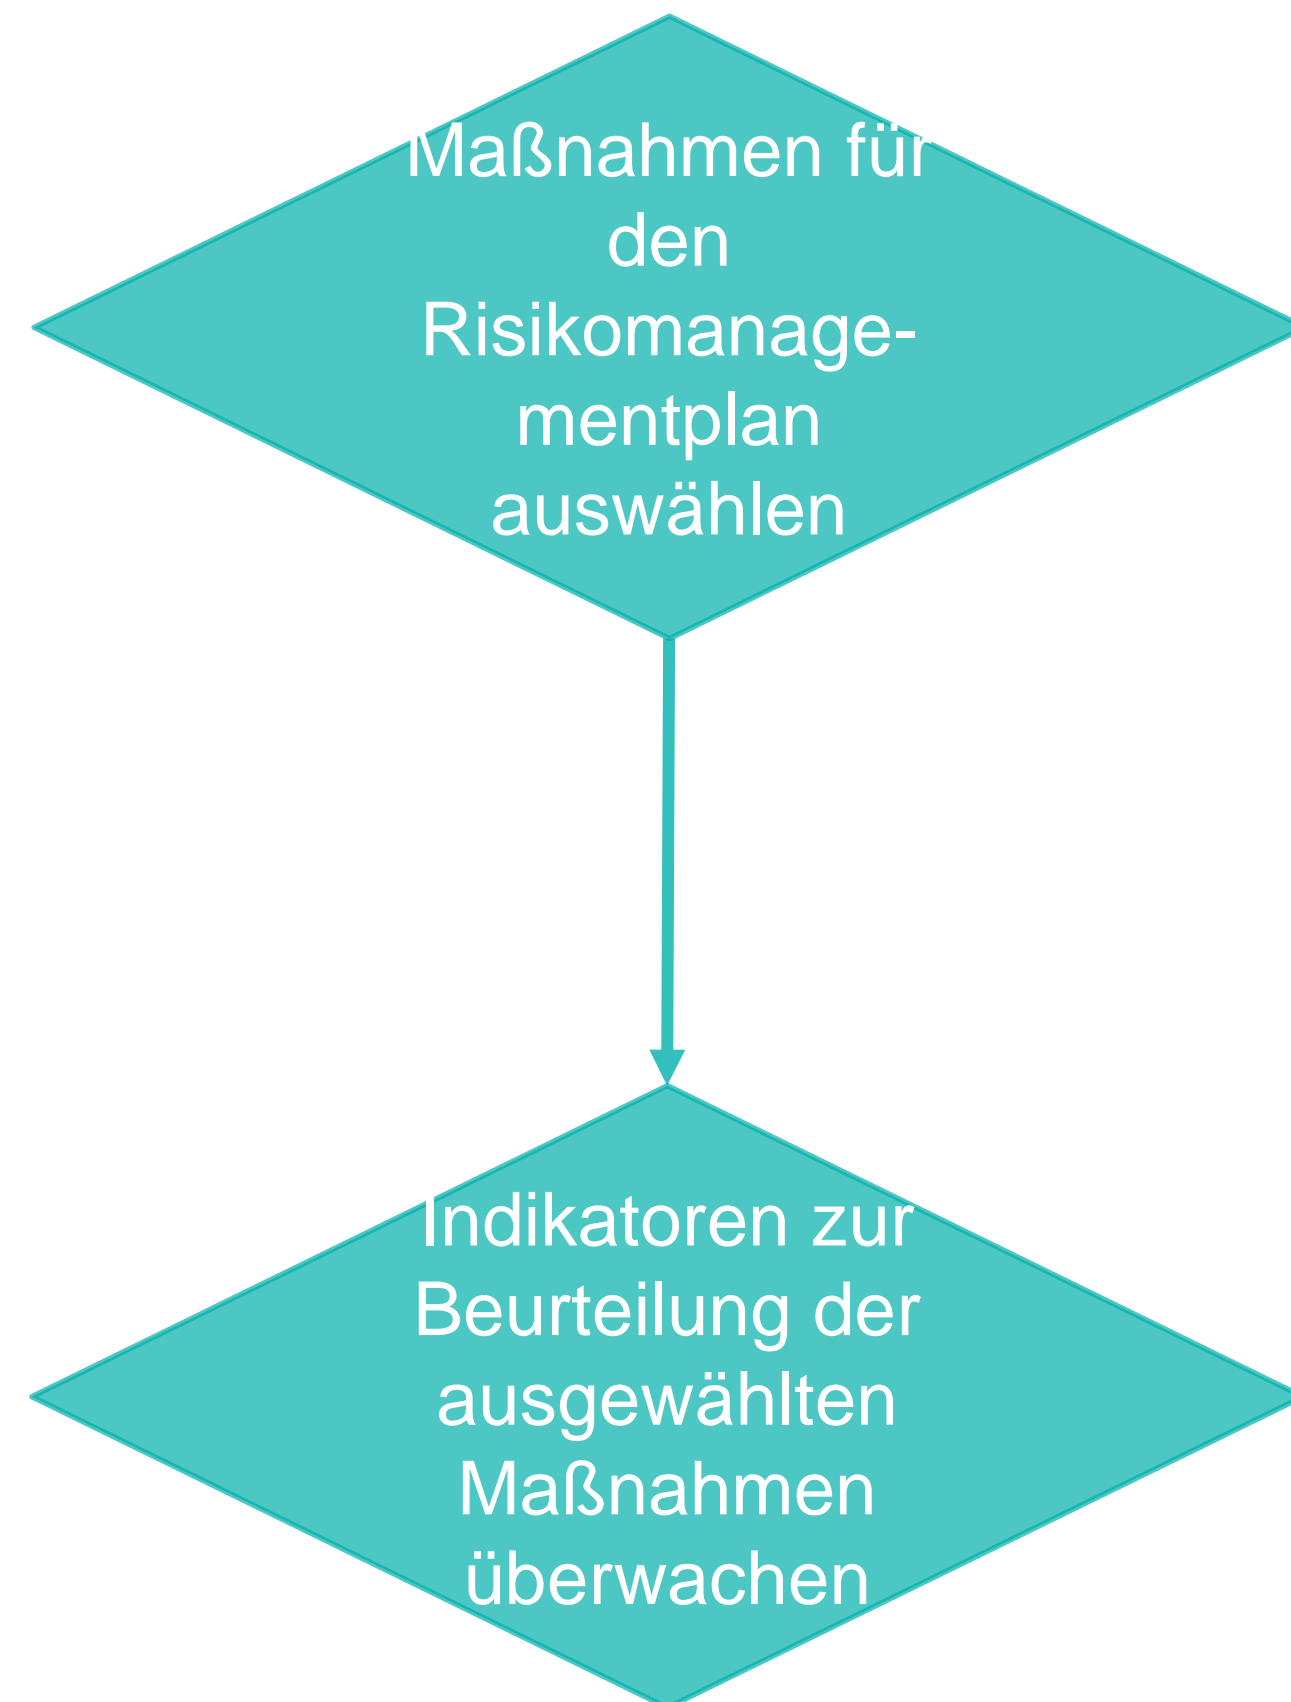 Maßnahmen für
den
Risikomanage-
mentplan
auswählen
Indikatoren zur
Beurteilung der
ausgewählten
Maßnahmen
überwachen